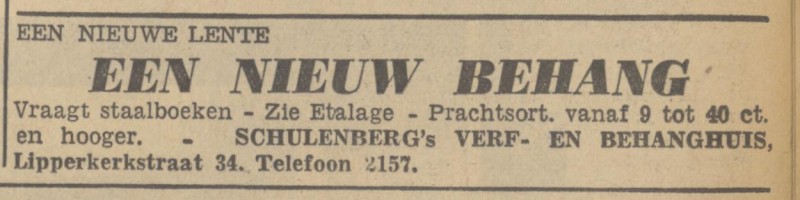 EEN NIEUWE LENTE
EEN NIEUW BEHANG
Vraagt staalboeken - Zie Etalage - Prachtsort. vanaf 9 tot 40 ct.
en hooger. - SCHULENBERG's VERF- EN BEHANGHUIS,
Lipperkerkstraat 34. Telefoon 2157.